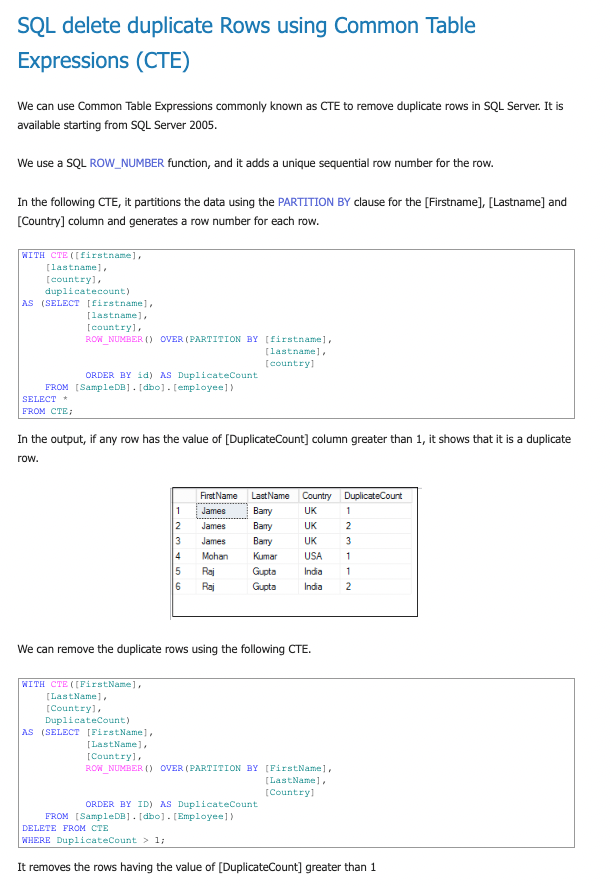 SQL delete duplicate Rows using Common Table
Expressions (CTE)
We can use Common Table Expressions commonly known as CTE to remove duplicate rows in SQL Server. It is
available starting from SQL Server 2005.
We use a SQL ROW_NUMBER function, and it adds a unique sequential row number for the row.
In the following CTE, it partitions the data using the PARTITION BY clause for the [Firstname], [Lastname] and
[Country] column and generates a row number for each row.
WITH CTE([firstname],
    [lastname],
    [country],
    duplicatecount)
AS (SELECT [firstname],
           [lastname],
           [country],
           ROW_NUMBER() OVER(PARTITION BY [firstname],
                                          [lastname],
                                          [country]
           ORDER BY id) AS DuplicateCount
    FROM [SampleDB].[dbo].[employee])
SELECT *
FROM CTE;
In the output, if any row has the value of [DuplicateCount] column greater than 1, it shows that it is a duplicate
row.
FirstName LastName Country DuplicateCount
1 James Barry UK 1
2 James Barry UK 2
3 James Barry UK 3
4 Mohan Kumar USA 1
5 Raj Gupta India 1
6 Raj Gupta India 2
We can remove the duplicate rows using the following CTE.
WITH CTE([FirstName],
    [LastName],
    [Country],
    DuplicateCount)
AS (SELECT [FirstName],
           [LastName],
           [Country],
           ROW_NUMBER() OVER(PARTITION BY [FirstName],
                                          [LastName],
                                          [Country]
           ORDER BY ID) AS DuplicateCount
    FROM [SampleDB].[dbo].[Employee])
DELETE FROM CTE
WHERE DuplicateCount > 1;
It removes the rows having the value of [DuplicateCount] greater than 1